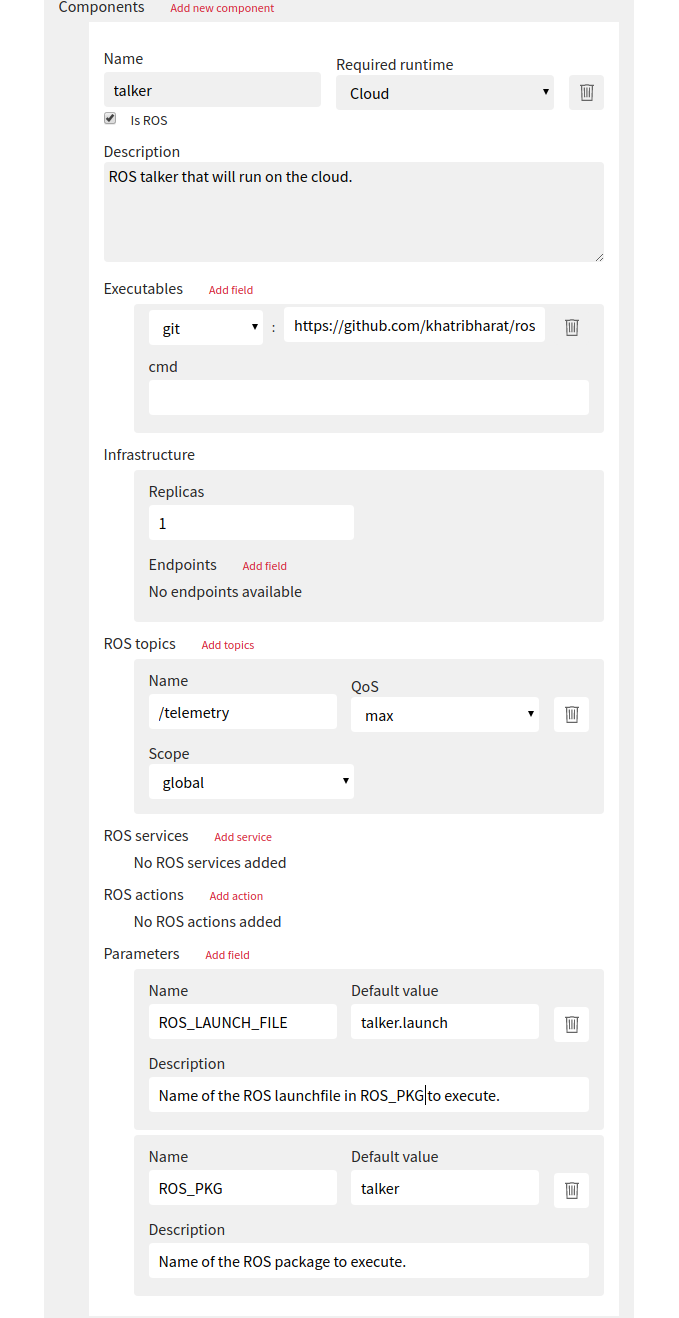 Components Add new component
Name
Required runtime
talker
Cloud
Is ROS
Description
ROS talker that will run on the cloud.
Executables Add field
git : https://github.com/khatribharat/ros
cmd
Infrastructure
Replicas
1
Endpoints Add field
No endpoints available
ROS topics Add topics
Name QoS
/telemetry max
Scope
global
ROS services Add service
No ROS services added
ROS actions Add action
No ROS actions added
Parameters Add field
Name Default value
ROS_LAUNCH_FILE talker.launch
Description
Name of the ROS launchfile in ROS_PKG to execute.
Name Default value
ROS_PKG talker
Description
Name of the ROS package to execute.